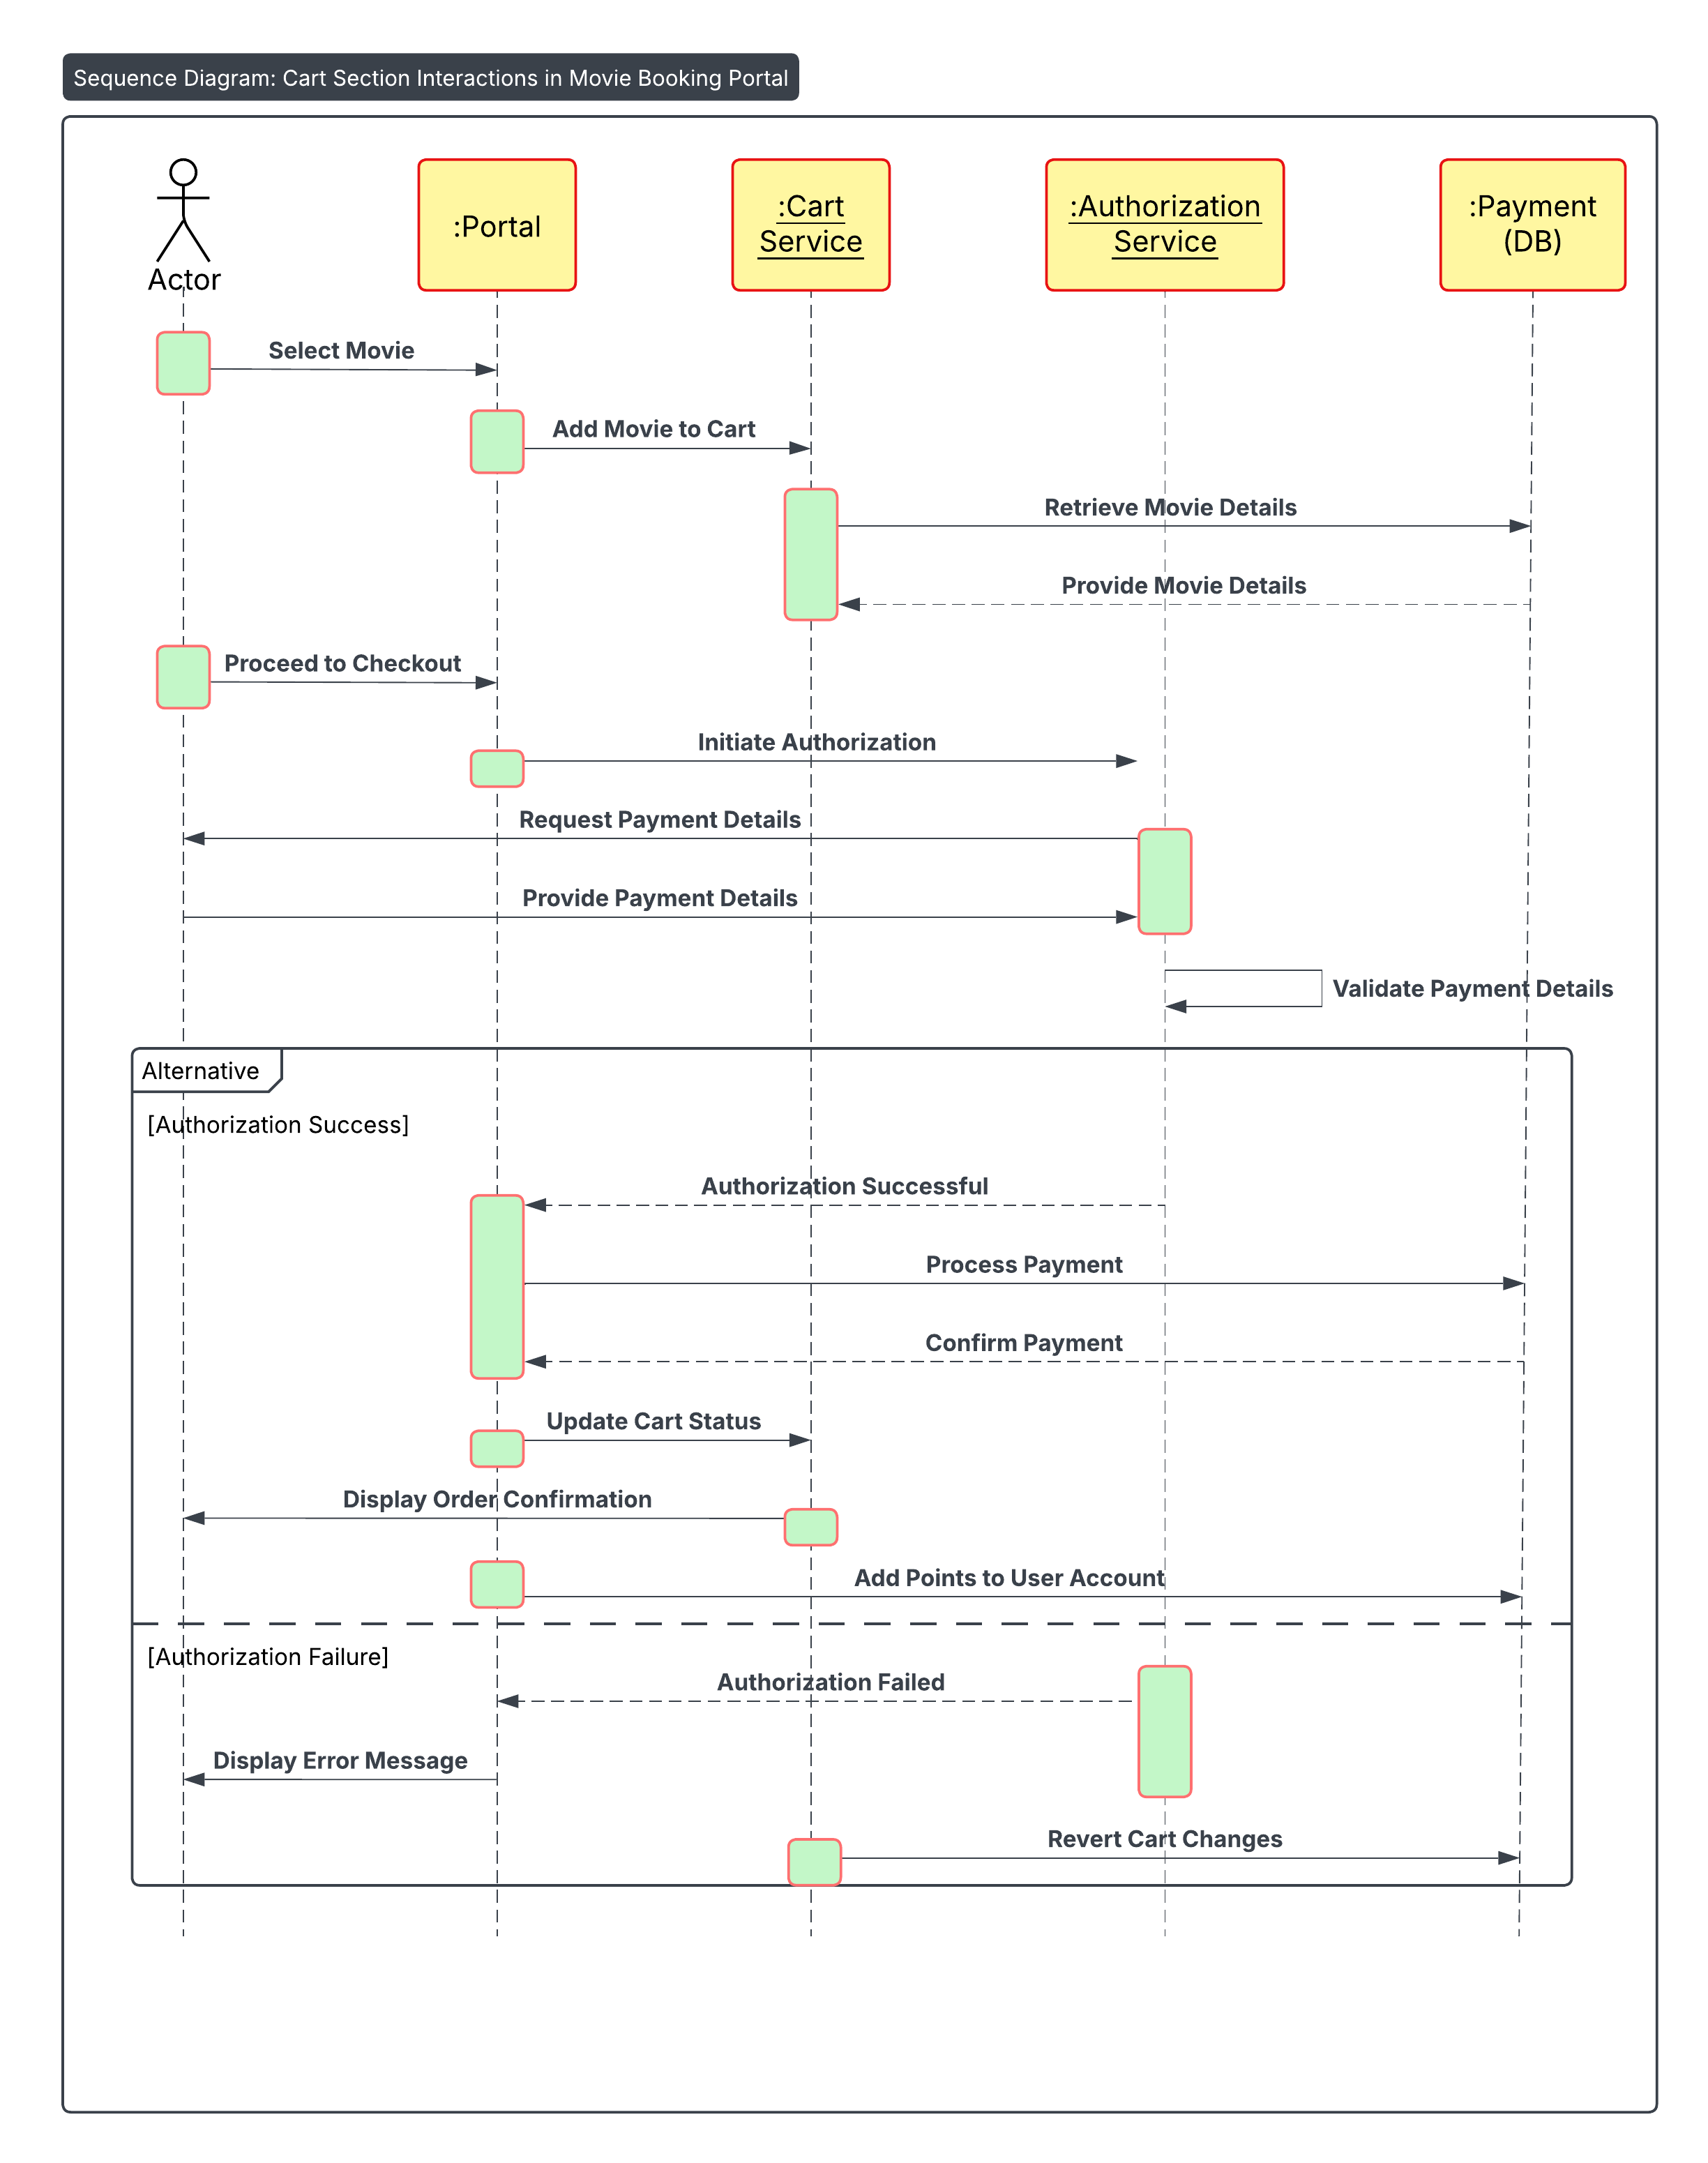 Sequence Diagram: Cart Section Interactions in Movie Booking Portal
Actor
:Portal
:Cart
Service
:Authorization
Service
:Payment
(DB)
Select Movie
Add Movie to Cart
Retrieve Movie Details
Provide Movie Details
Proceed to Checkout
Initiate Authorization
Request Payment Details
Provide Payment Details
Validate Payment Details
Alternative
[Authorization Success]
Authorization Successful
Process Payment
Confirm Payment
Update Cart Status
Display Order Confirmation
Add Points to User Account
[Authorization Failure]
Authorization Failed
Display Error Message
Revert Cart Changes